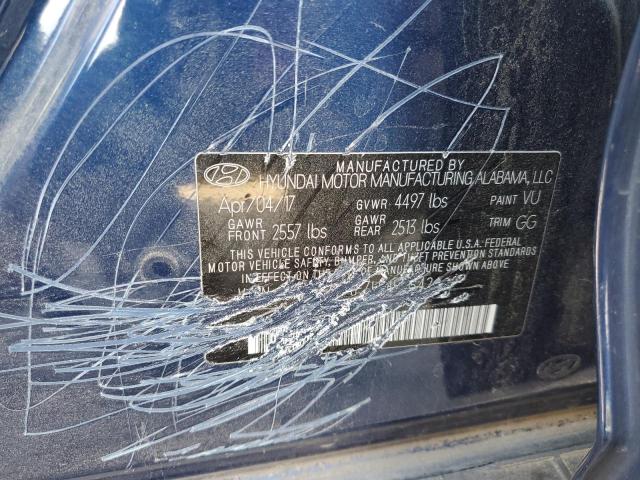 MANUFACTURED BY
HYUNDAI MOTOR MANUFACTURING ALABAMA, LLC
Apr/04/17 GVWR 4497 lbs PAINT VU
GAWR FRONT 2557 lbs GAWR REAR 2513 lbs TRIM GG
THIS VEHICLE CONFORMS TO ALL APPLICABLE U.S.A. FEDERAL
MOTOR VEHICLE SAFETY, BUMPER, AND THEFT PREVENTION STANDARDS
IN EFFECT ON THE OF MANUFACTURE SHOWN ABOVE